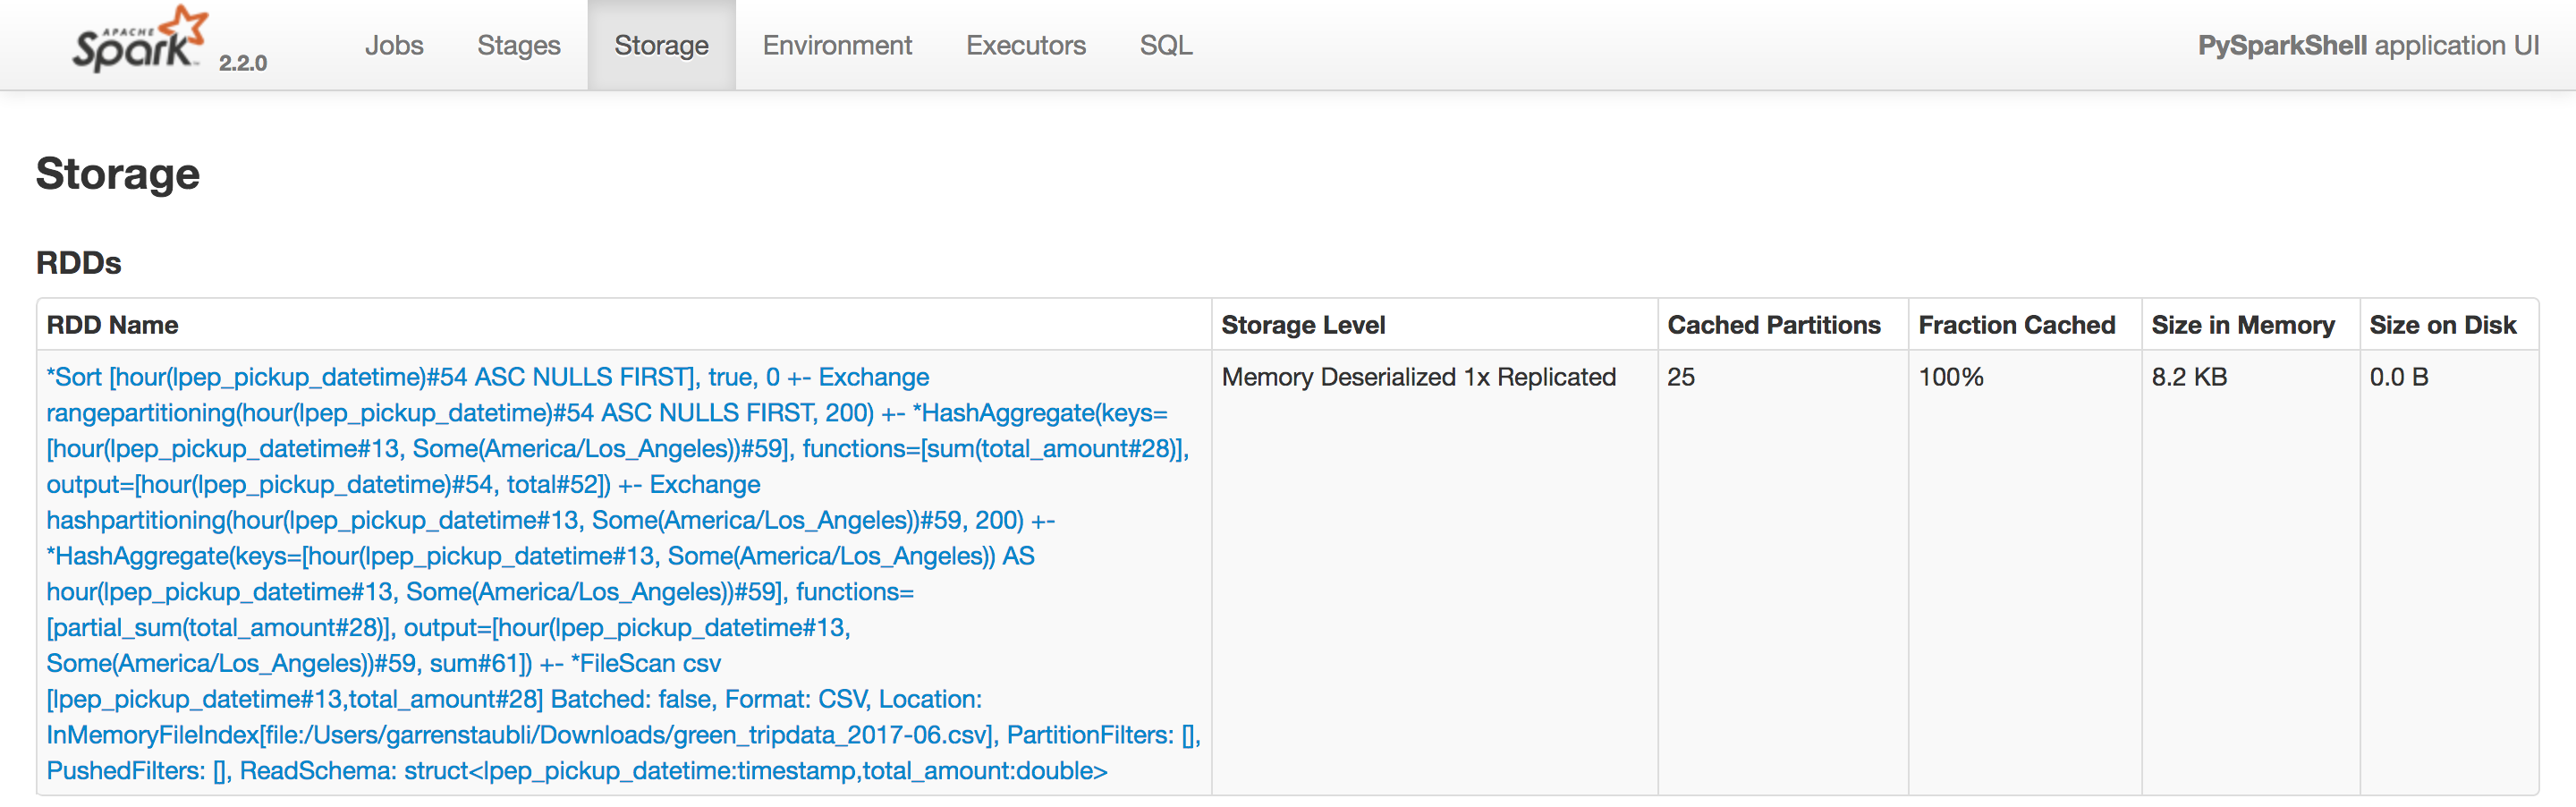 APACHE
Spark™ 2.2.0 Jobs Stages Storage Environment Executors SQL PySparkShell application UI
Storage
RDDs
RDD Name Storage Level Cached Partitions Fraction Cached Size in Memory Size on Disk
*Sort [hour(lpep_pickup_datetime)#54 ASC NULLS FIRST], true, 0 +- Exchange Memory Deserialized 1x Replicated 25 100% 8.2 KB 0.0 B
rangepartitioning(hour(lpep_pickup_datetime)#54 ASC NULLS FIRST, 200) +- *HashAggregate(keys=
[hour(lpep_pickup_datetime#13, Some(America/Los_Angeles))#59], functions=[sum(total_amount#28)],
output=[hour(lpep_pickup_datetime)#54, total#52]) +- Exchange
hashpartitioning(hour(lpep_pickup_datetime#13, Some(America/Los_Angeles))#59, 200) +-
*HashAggregate(keys=[hour(lpep_pickup_datetime#13, Some(America/Los_Angeles)) AS
hour(lpep_pickup_datetime#13, Some(America/Los_Angeles))#59], functions=
[partial_sum(total_amount#28)], output=[hour(lpep_pickup_datetime#13,
Some(America/Los_Angeles))#59, sum#61]) +- *FileScan csv
[lpep_pickup_datetime#13,total_amount#28] Batched: false, Format: CSV, Location:
InMemoryFileIndex[file:/Users/garrenstaubli/Downloads/green_tripdata_2017-06.csv], PartitionFilters: [],
PushedFilters: [], ReadSchema: struct<lpep_pickup_datetime:timestamp,total_amount:double>